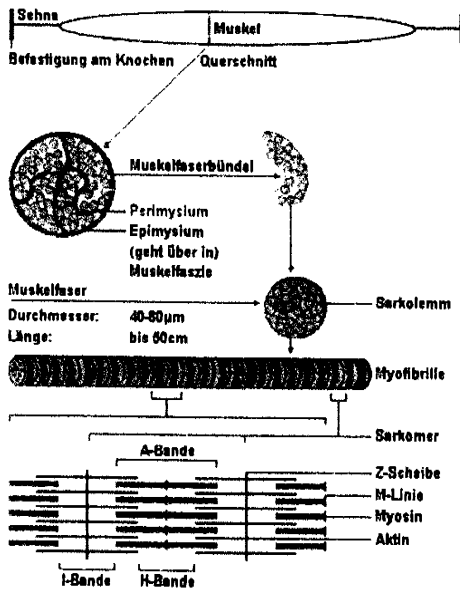 Sehne
Muskel
Befestigung am Knochen
Querschnitt
Muskelfaserbündel
Perimysium
Epimysium
(geht über in)
Muskelfaszie
Muskelfaser
Durchmesser: 40-80µm
Länge: bis 50cm
Sarkolemm
Myofibrille
Sarkomer
A-Bande
Z-Scheibe
M-Linie
Myosin
Aktin
I-Bande
H-Bande